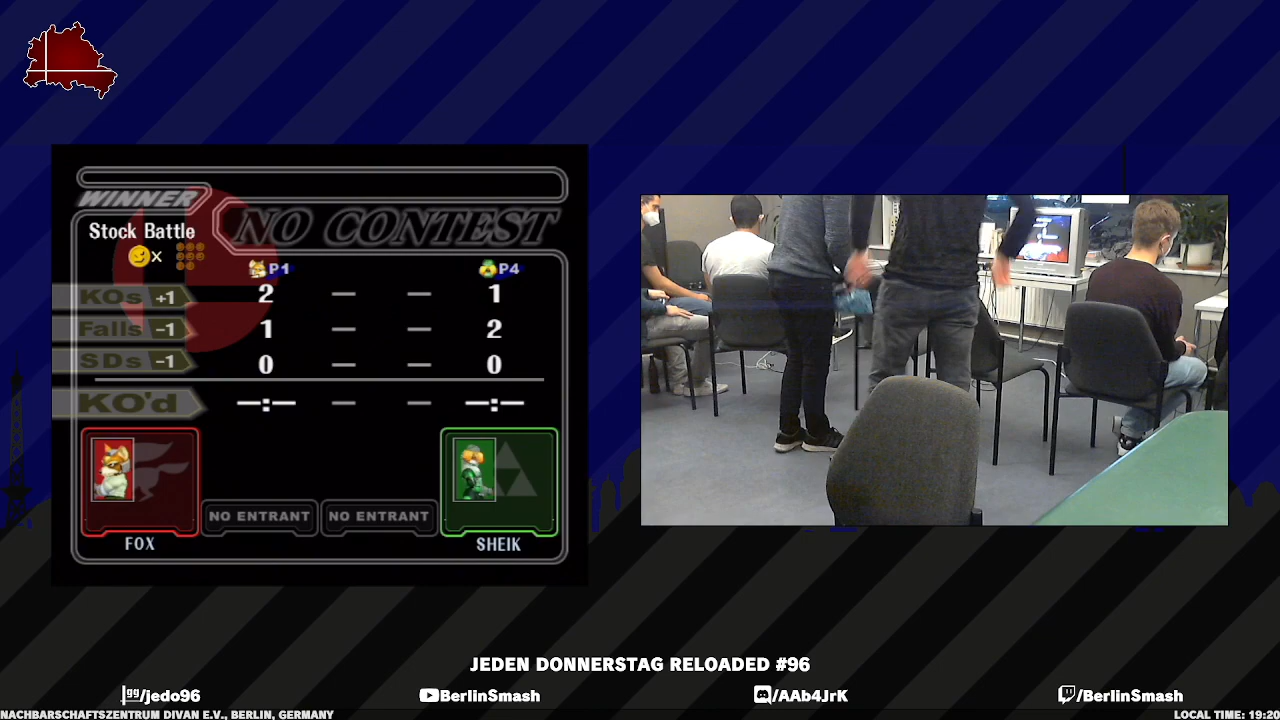 WINNER
NO CONTEST
Stock Battle
X
P1
P4
KOs +1 2 — — 1
Falls -1 1 — — 2
SDs -1 0 — — 0
KO'd —:— — — —:—
NO ENTRANT
NO ENTRANT
FOX
SHEIK
JEDEN DONNERSTAG RELOADED #96
gg/jedo96
BerlinSmash
/AAb4JrK
/BerlinSmash
NACHBARSCHAFTSZENTRUM DIVAN E.V., BERLIN, GERMANY
LOCAL TIME: 19:20